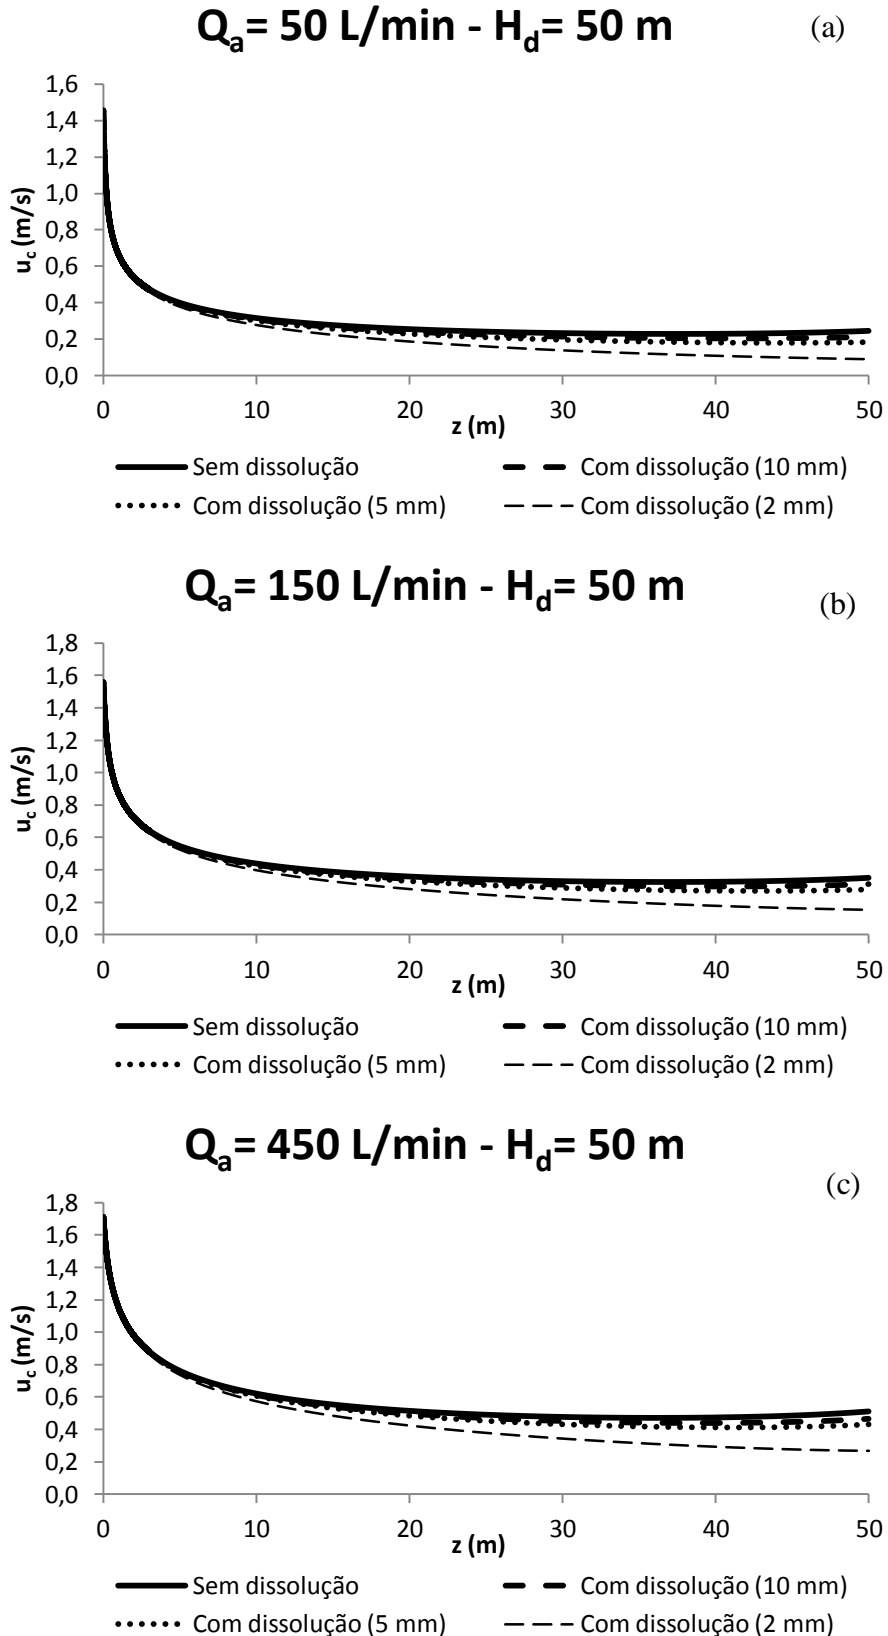 Qₐ= 50 L/min - H_d= 50 m
(a)
1,6
1,4
1,2
1,0
0,8
0,6
0,4
0,2
0,0
u_c (m/s)
0 10 20 30 40 50
z (m)
Sem dissolução Com dissolução (10 mm)
Com dissolução (5 mm) Com dissolução (2 mm)
Qₐ= 150 L/min - H_d= 50 m
(b)
1,8
1,6
1,4
1,2
1,0
0,8
0,6
0,4
0,2
0,0
u_c (m/s)
0 10 20 30 40 50
z (m)
Sem dissolução Com dissolução (10 mm)
Com dissolução (5 mm) Com dissolução (2 mm)
Qₐ= 450 L/min - H_d= 50 m
(c)
1,8
1,6
1,4
1,2
1,0
0,8
0,6
0,4
0,2
0,0
u_c (m/s)
0 10 20 30 40 50
z (m)
Sem dissolução Com dissolução (10 mm)
Com dissolução (5 mm) Com dissolução (2 mm)